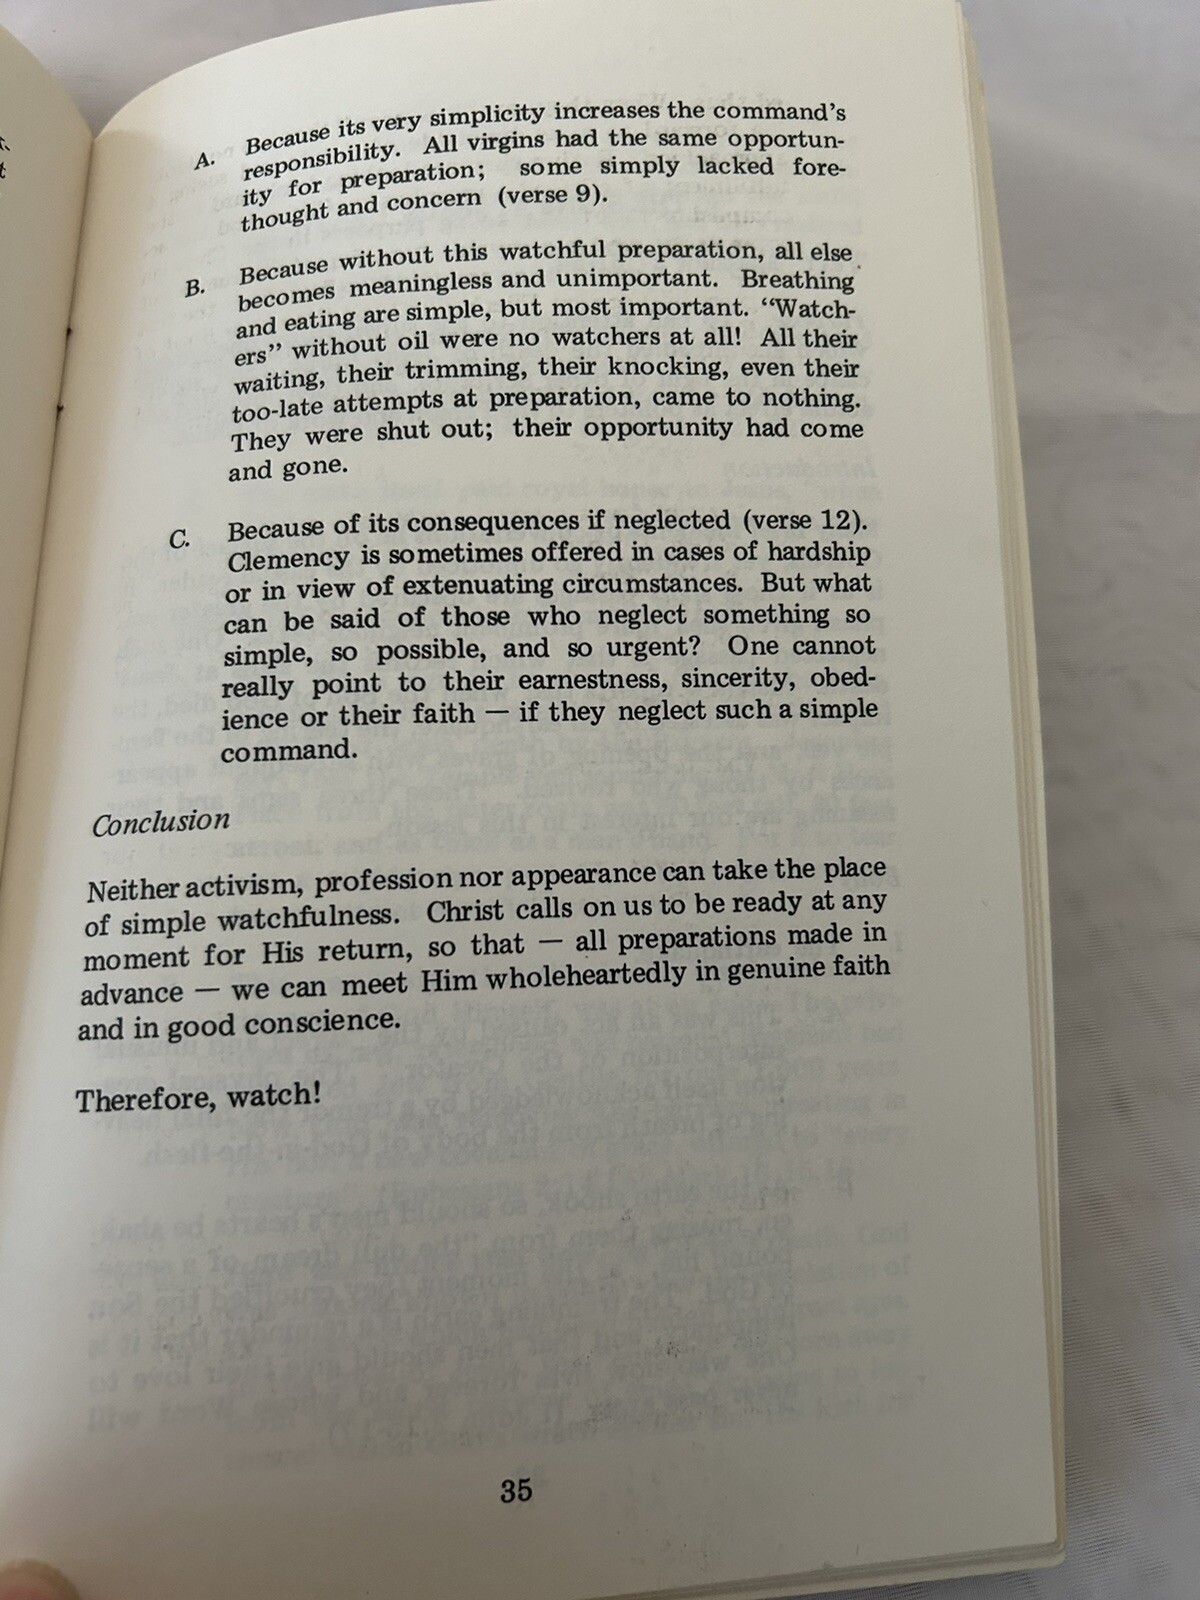 A. Because its very simplicity increases the command's
responsibility. All virgins had the same opportun-
ity for preparation; some simply lacked fore-
thought and concern (verse 9).
B. Because without this watchful preparation, all else
becomes meaningless and unimportant. Breathing
and eating are simple, but most important. “Watch-
ers” without oil were no watchers at all! All their
waiting, their trimming, their knocking, even their
too-late attempts at preparation, came to nothing.
They were shut out; their opportunity had come
and gone.
C. Because of its consequences if neglected (verse 12).
Clemency is sometimes offered in cases of hardship
or in view of extenuating circumstances. But what
can be said of those who neglect something so
simple, so possible, and so urgent? One cannot
really point to their earnestness, sincerity, obed-
ience or their faith — if they neglect such a simple
command.
Conclusion
Neither activism, profession nor appearance can take the place
of simple watchfulness. Christ calls on us to be ready at any
moment for His return, so that — all preparations made in
advance — we can meet Him wholeheartedly in genuine faith
and in good conscience.
Therefore, watch!
35